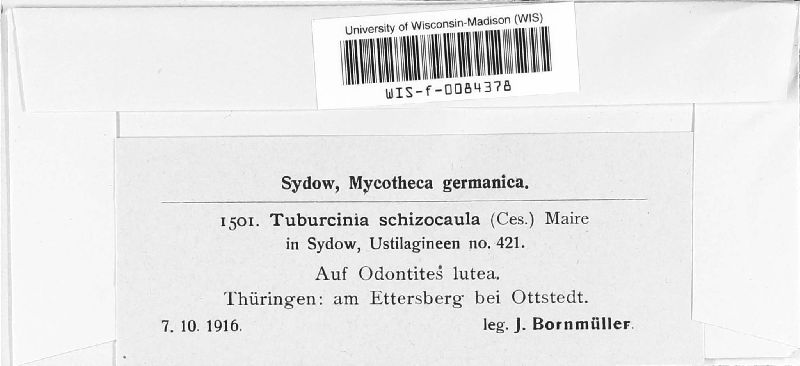 University of Wisconsin-Madison (WIS)
WIS-f-0084378
Sydow, Mycotheca germanica.
1501. Tuburcinia schizocaula (Ces.) Maire
in Sydow, Ustilagineen no. 421.
Auf Odontites lutea.
Thüringen: am Ettersberg bei Ottstedt.
7. 10. 1916. leg. J. Bornmüller.